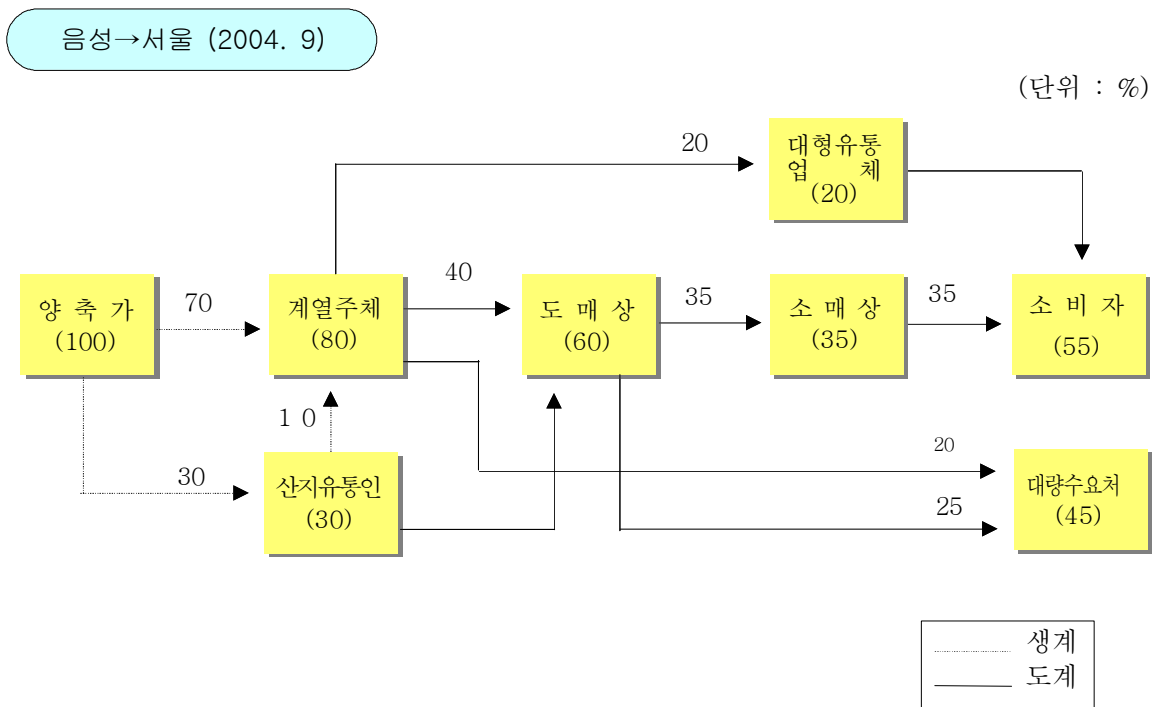 음성→서울 (2004. 9)
(단위 : %)
20
대형유통
업 체
(20)
양 축 가
(100)
70
계열주체
(80)
40
도 매 상
(60)
35
소 매 상
(35)
35
소 비 자
(55)
1 0
30
산지유통인
(30)
20
25
대량수요처
(45)
생계
도계